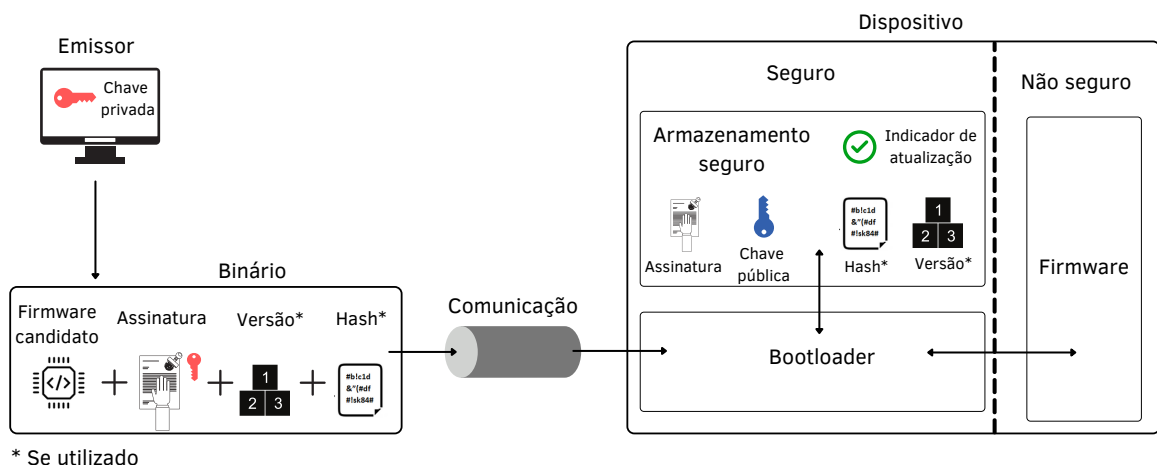 Dispositivo
Emissor
Chave
privada
Seguro
Não seguro
Armazenamento
seguro
Indicador de
atualização
#b!c1d
&"(#df
#!sk84#
1
2 3
Assinatura
Chave
pública
Hash*
Versão*
Firmware
Binário
Firmware
candidato
Assinatura
Versão*
Hash*
</>
1
2 3
#b!c1d
&"(#df
#!sk84#
Comunicação
Bootloader
* Se utilizado